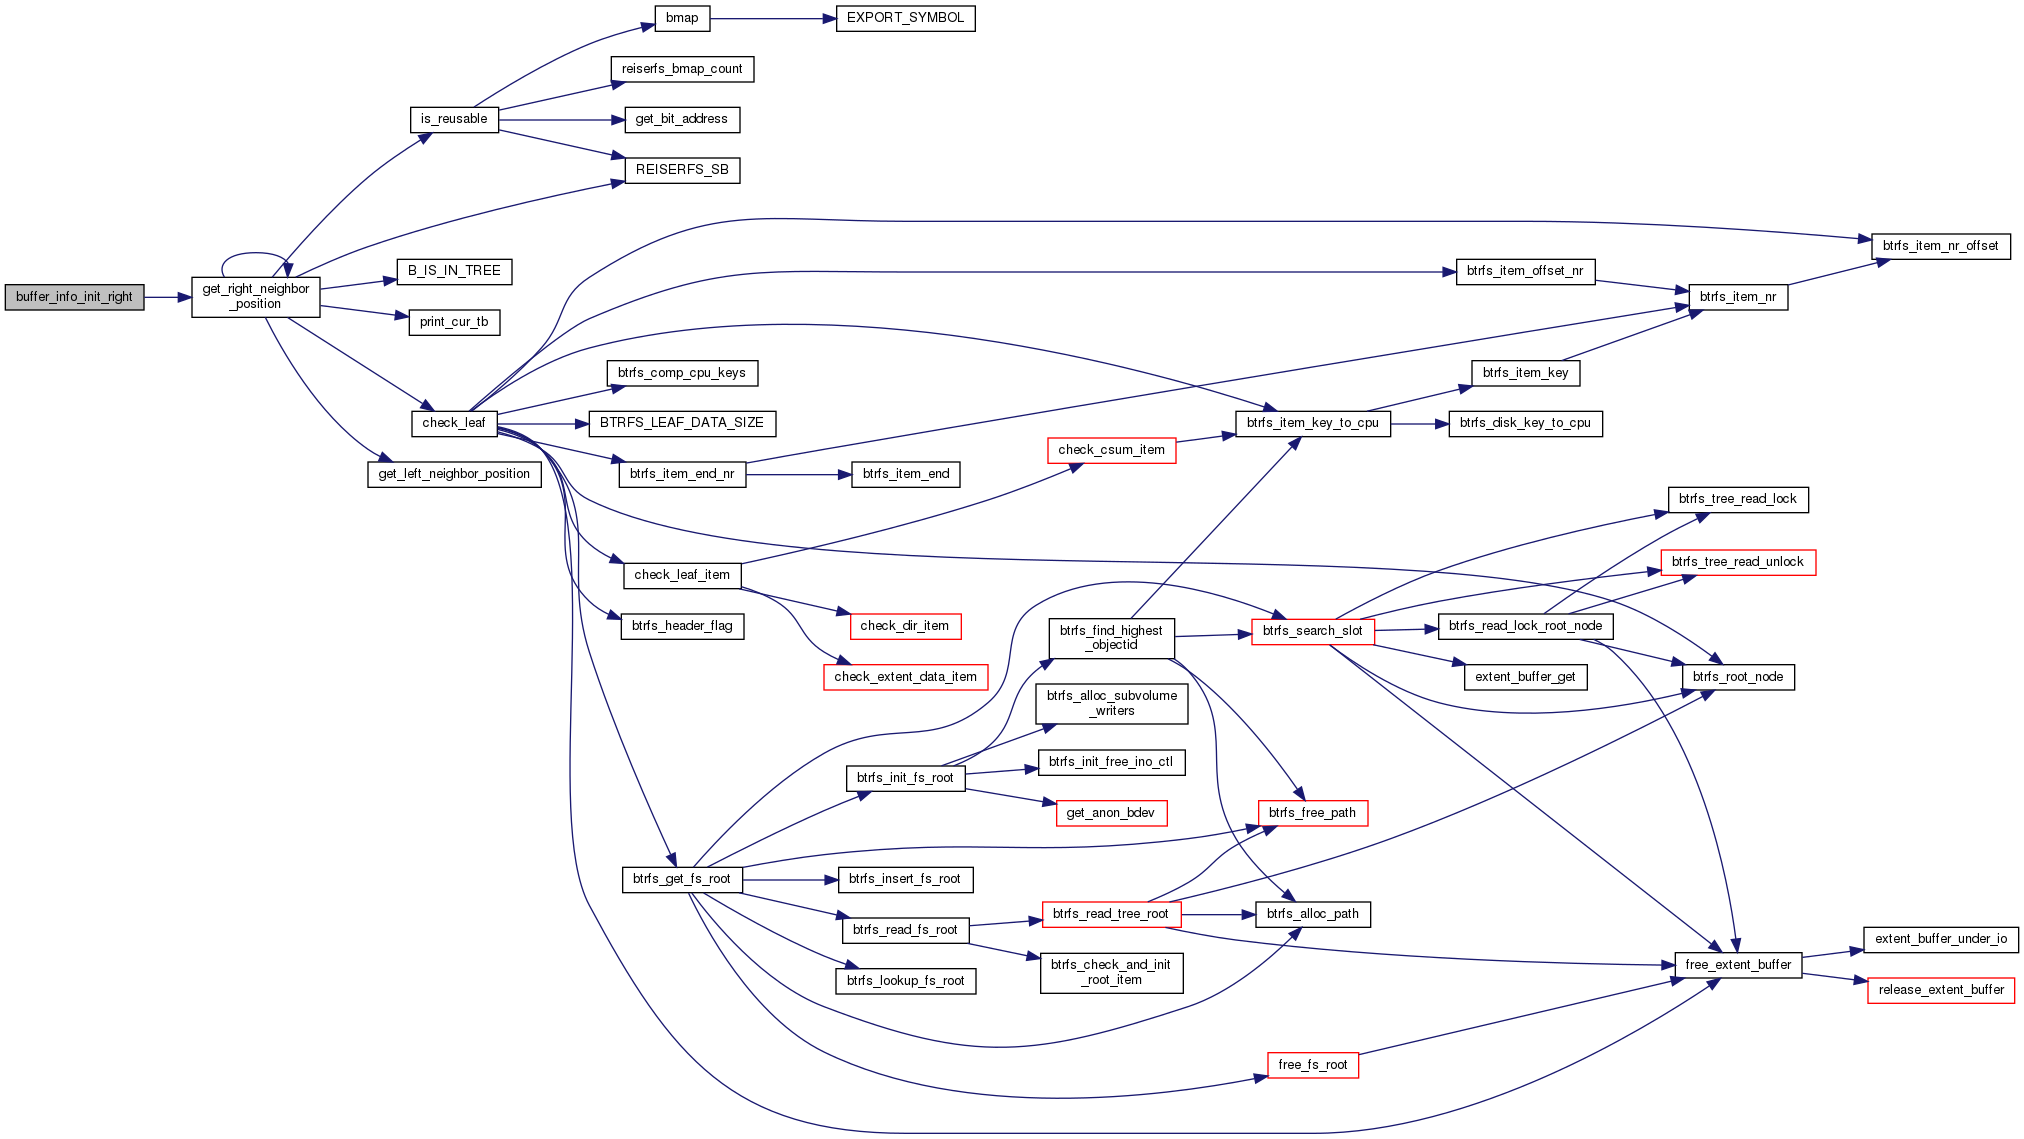 bmap
EXPORT_SYMBOL
reiserfs_bmap_count
is_reusable
get_bit_address
REISERFS_SB
btrfs_item_nr_offset
B_IS_IN_TREE
btrfs_item_offset_nr
buffer_info_init_right
get_right_neighbor
_position
btrfs_item_nr
print_cur_tb
btrfs_comp_cpu_keys
btrfs_item_key
check_leaf
BTRFS_LEAF_DATA_SIZE
btrfs_item_key_to_cpu
btrfs_disk_key_to_cpu
check_csum_item
get_left_neighbor_position
btrfs_item_end_nr
btrfs_item_end
btrfs_tree_read_lock
check_leaf_item
btrfs_tree_read_unlock
btrfs_header_flag
check_dir_item
btrfs_find_highest
_objectid
btrfs_search_slot
btrfs_read_lock_root_node
check_extent_data_item
extent_buffer_get
btrfs_root_node
btrfs_alloc_subvolume
_writers
btrfs_init_fs_root
btrfs_init_free_ino_ctl
get_anon_bdev
btrfs_free_path
btrfs_get_fs_root
btrfs_insert_fs_root
btrfs_read_tree_root
btrfs_alloc_path
btrfs_read_fs_root
extent_buffer_under_io
btrfs_check_and_init
_root_item
free_extent_buffer
btrfs_lookup_fs_root
release_extent_buffer
free_fs_root